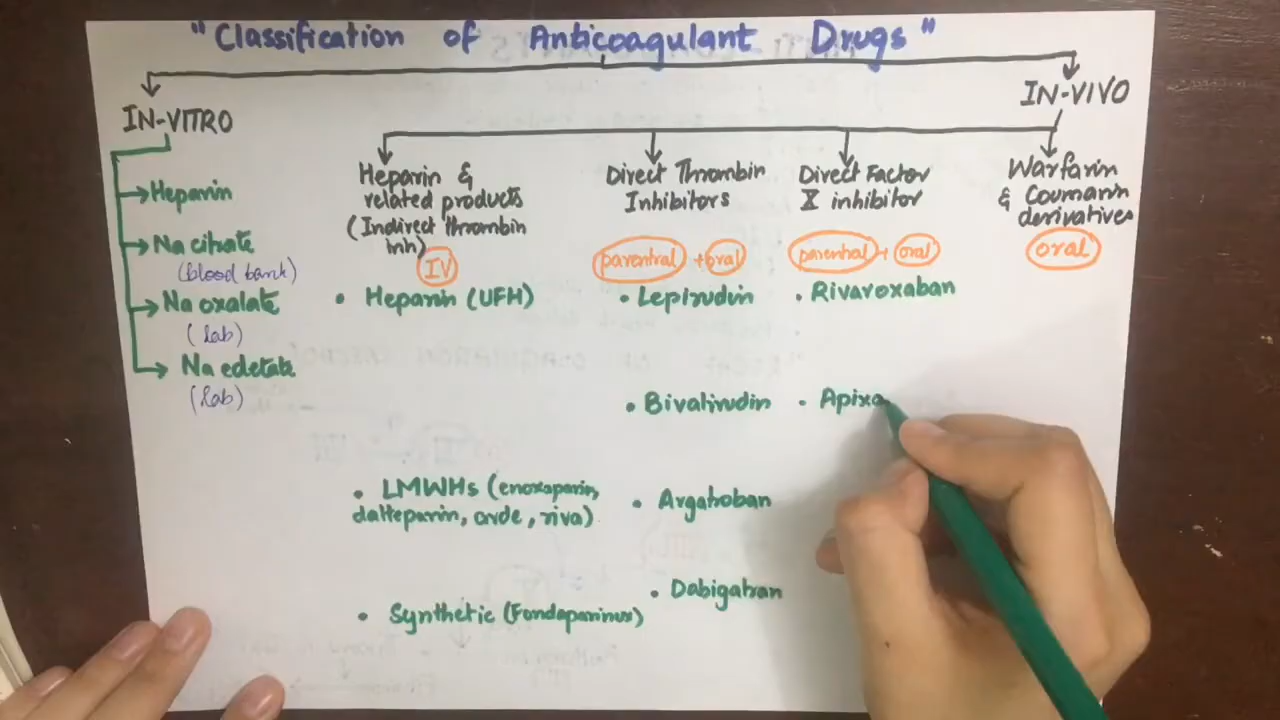 "Classification of Anticoagulant Drugs"
IN-VITRO
Heparin
Na citrate
(blood bank)
Na oxalate
(Lab)
Na edetate
(Lab)
IN-VIVO
Heparin &
related products
(Indirect thrombin
inh)
IV
• Heparin (UFH)
• LMWHs (enoxaparin,
dalteparin, arde, riva)
• Synthetic (Fondaparinux)
Direct Thrombin
Inhibitors
parentral + oral
• Lepirudin
• Bivalirudin
• Argatroban
• Dabigatran
Direct Factor
X inhibitor
parentral + oral
• Rivaroxaban
• Apixa
Warfarin
& Coumarin
derivatives
oral